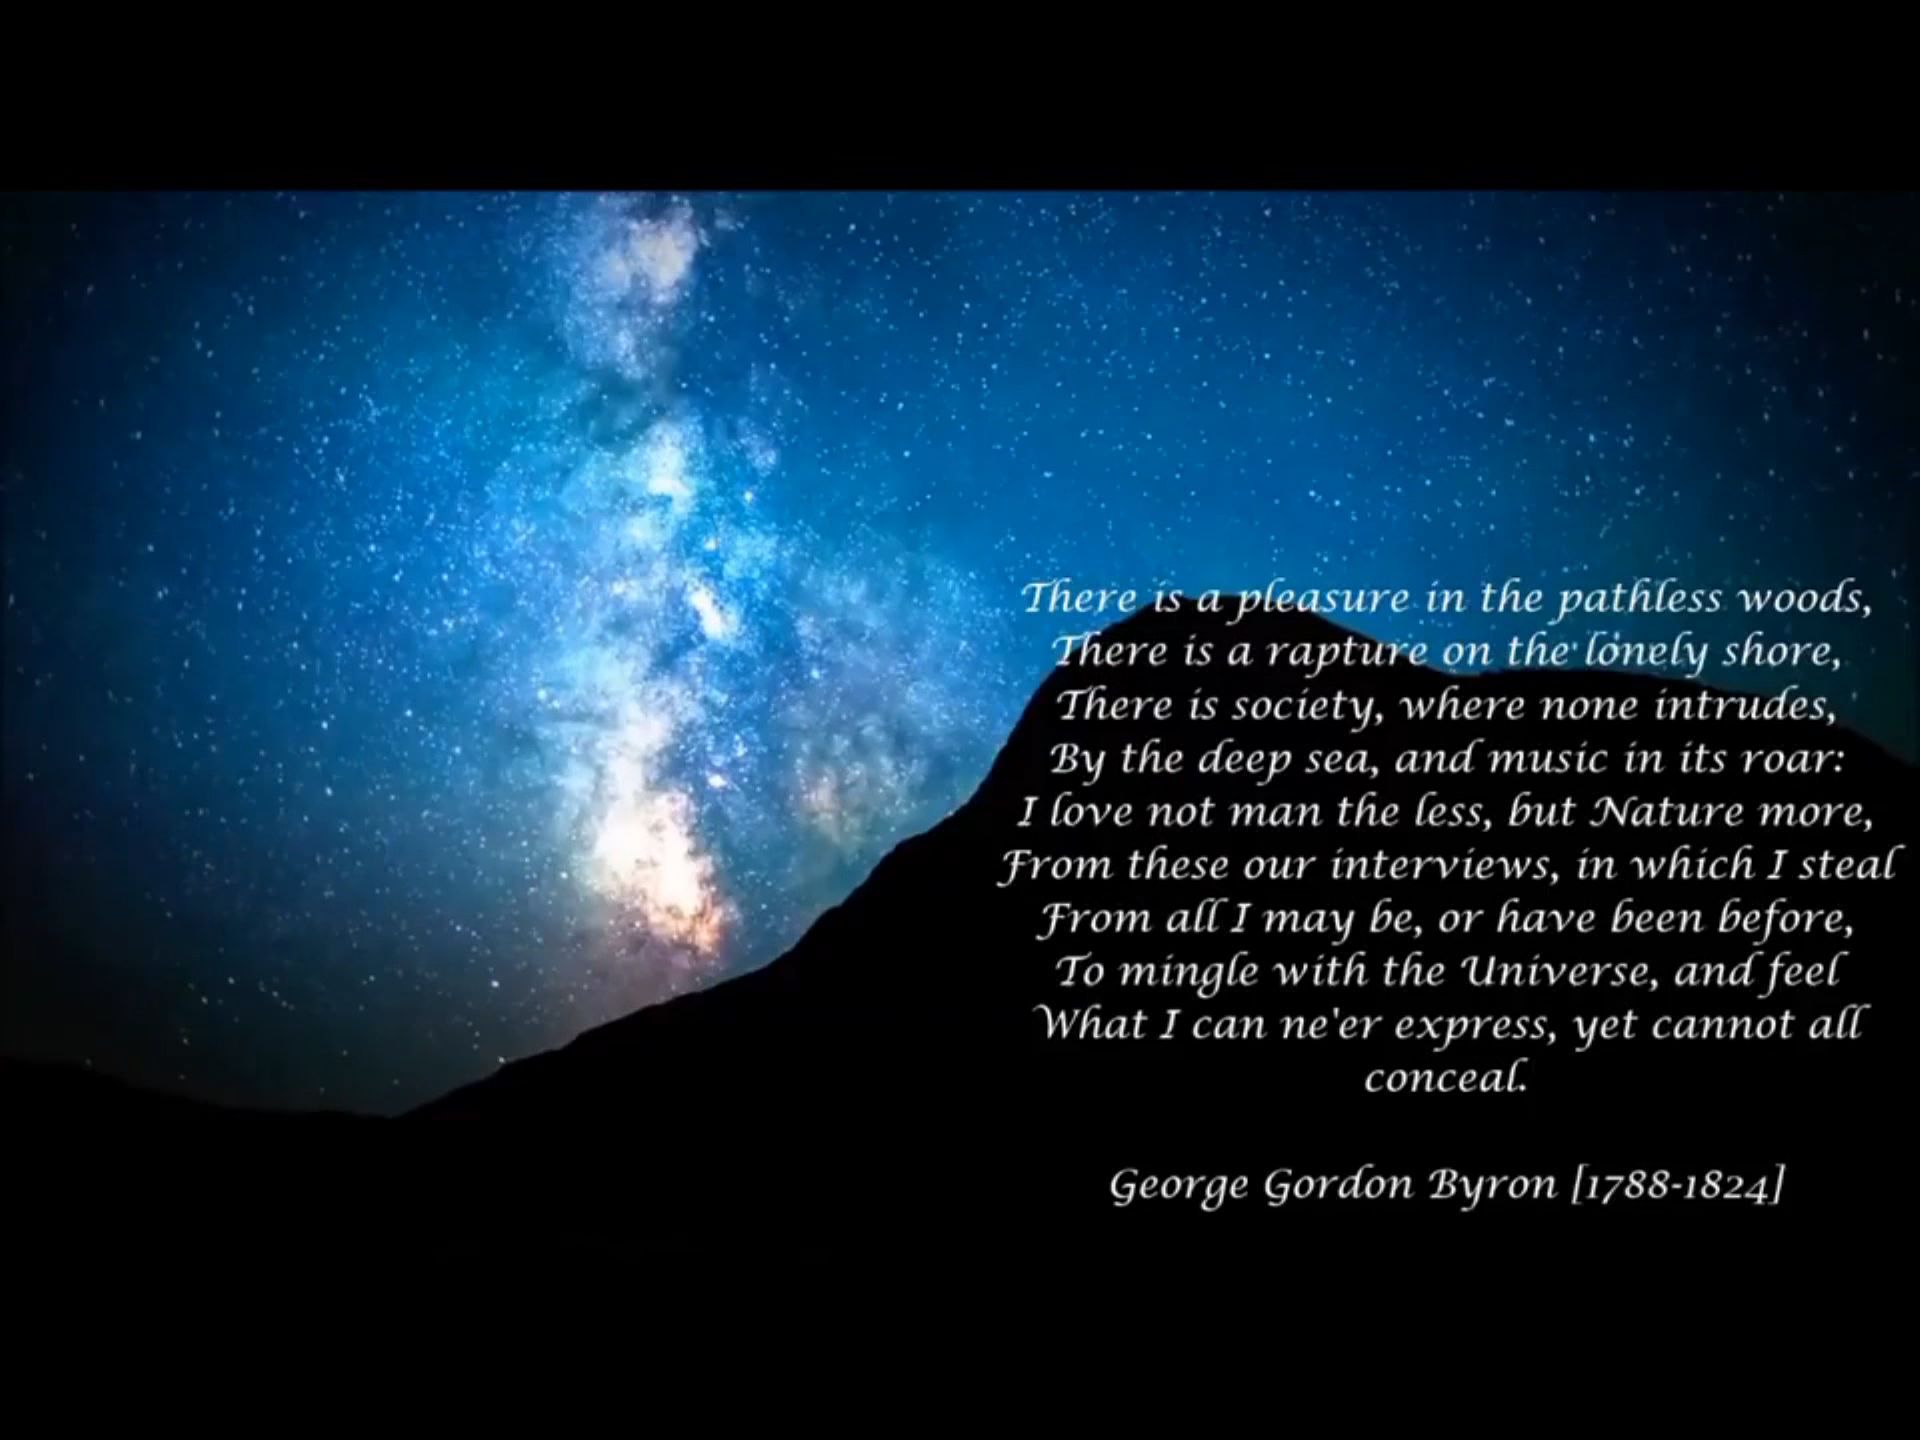 There is a pleasure in the pathless woods,
There is a rapture on the lonely shore,
There is society, where none intrudes,
By the deep sea, and music in its roar:
I love not man the less, but Nature more,
From these our interviews, in which I steal
From all I may be, or have been before,
To mingle with the Universe, and feel
What I can ne'er express, yet cannot all
conceal.
George Gordon Byron [1788-1824]